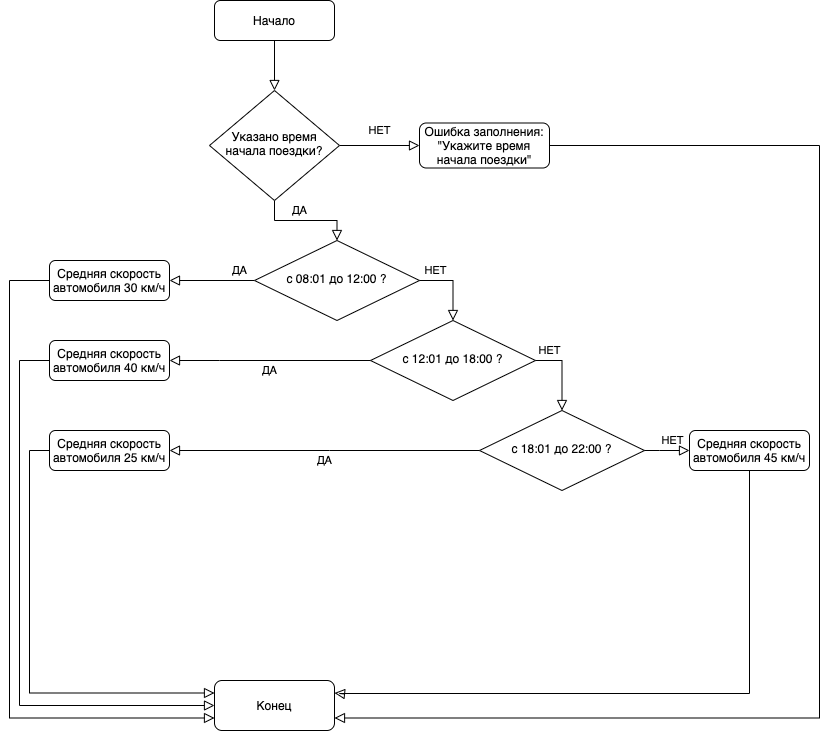 Начало
Указано время
начала поездки?
НЕТ
Ошибка заполнения:
"Укажите время
начала поездки"
ДА
Средняя скорость
автомобиля 30 км/ч
ДА
с 08:01 до 12:00 ?
НЕТ
Средняя скорость
автомобиля 40 км/ч
ДА
с 12:01 до 18:00 ?
НЕТ
Средняя скорость
автомобиля 25 км/ч
ДА
с 18:01 до 22:00 ?
НЕТ
Средняя скорость
автомобиля 45 км/ч
Конец